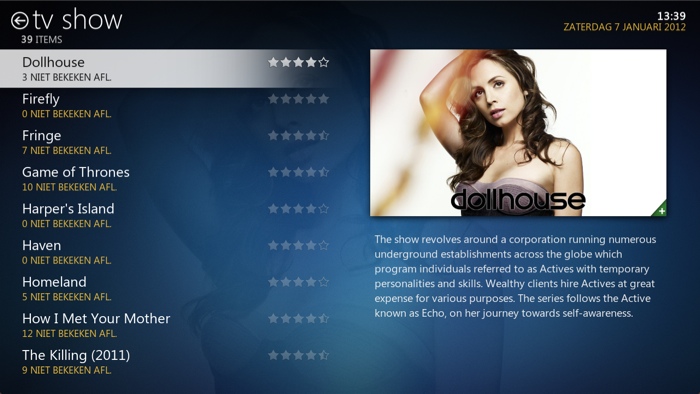 tv show
39 ITEMS
13:39
ZATERDAG 7 JANUARI 2012
Dollhouse
3 NIET BEKEKEN AFL.
Firefly
0 NIET BEKEKEN AFL.
Fringe
7 NIET BEKEKEN AFL.
Game of Thrones
10 NIET BEKEKEN AFL.
Harper's Island
0 NIET BEKEKEN AFL.
Haven
0 NIET BEKEKEN AFL.
Homeland
5 NIET BEKEKEN AFL.
How I Met Your Mother
12 NIET BEKEKEN AFL.
The Killing (2011)
9 NIET BEKEKEN AFL.
dollhouse
The show revolves around a corporation running numerous
underground establishments across the globe which
program individuals referred to as Actives with temporary
personalities and skills. Wealthy clients hire Actives at great
expense for various purposes. The series follows the Active
known as Echo, on her journey towards self-awareness.